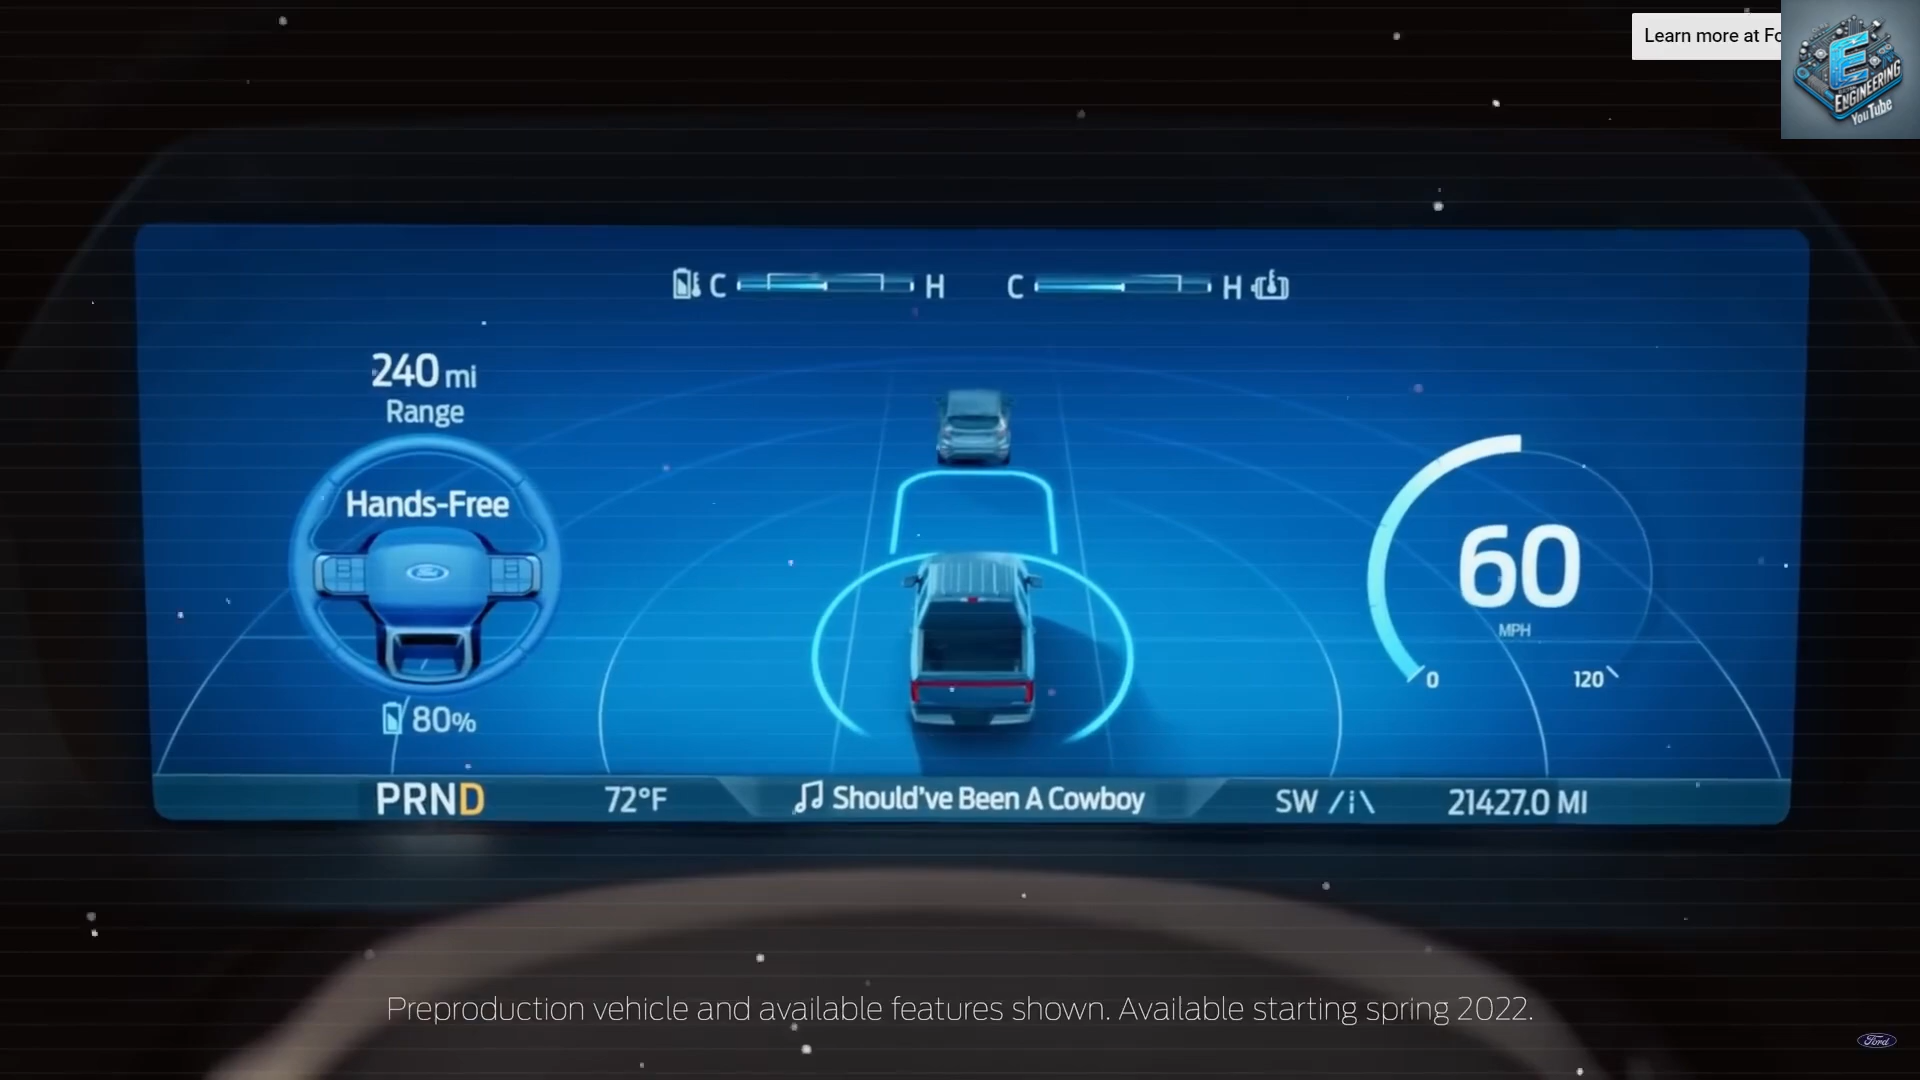 Learn more at Fo
E
ENGINEERING
YouTube
C H
C H
240 mi
Range
Hands-Free
Ford
80%
60
MPH
0 120
PRND
72°F
Should've Been A Cowboy
SW
21427.0 MI
Preproduction vehicle and available features shown. Available starting spring 2022.
Ford